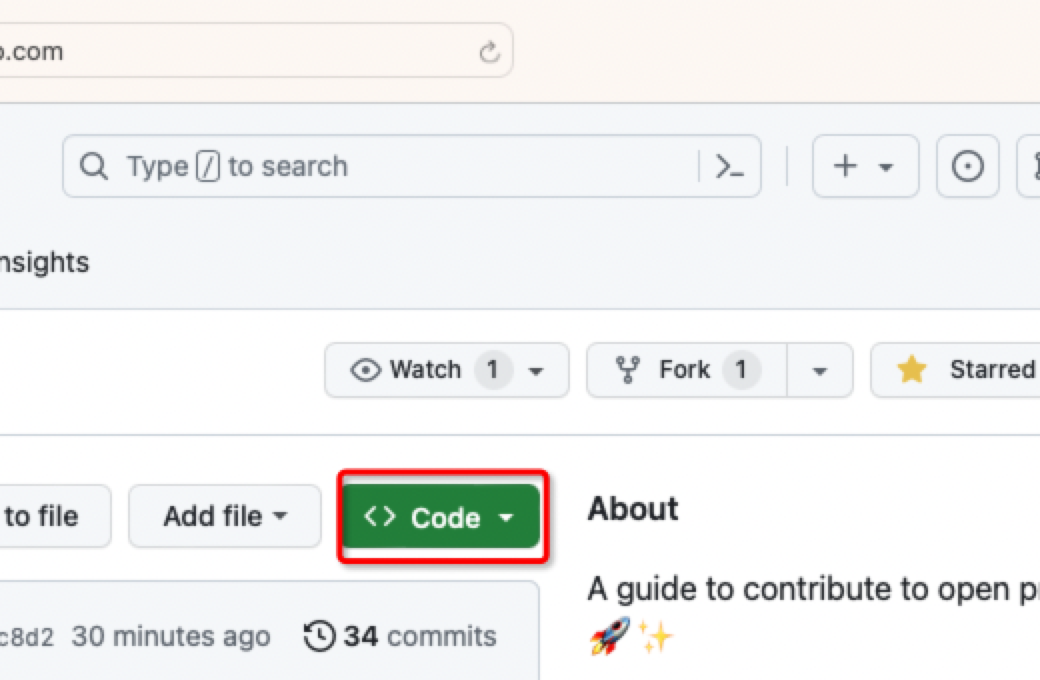 .com
Type / to search
nsights
Watch 1
Fork 1
Starred
to file
Add file
Code
About
A guide to contribute to open
c8d2 30 minutes ago
34 commits